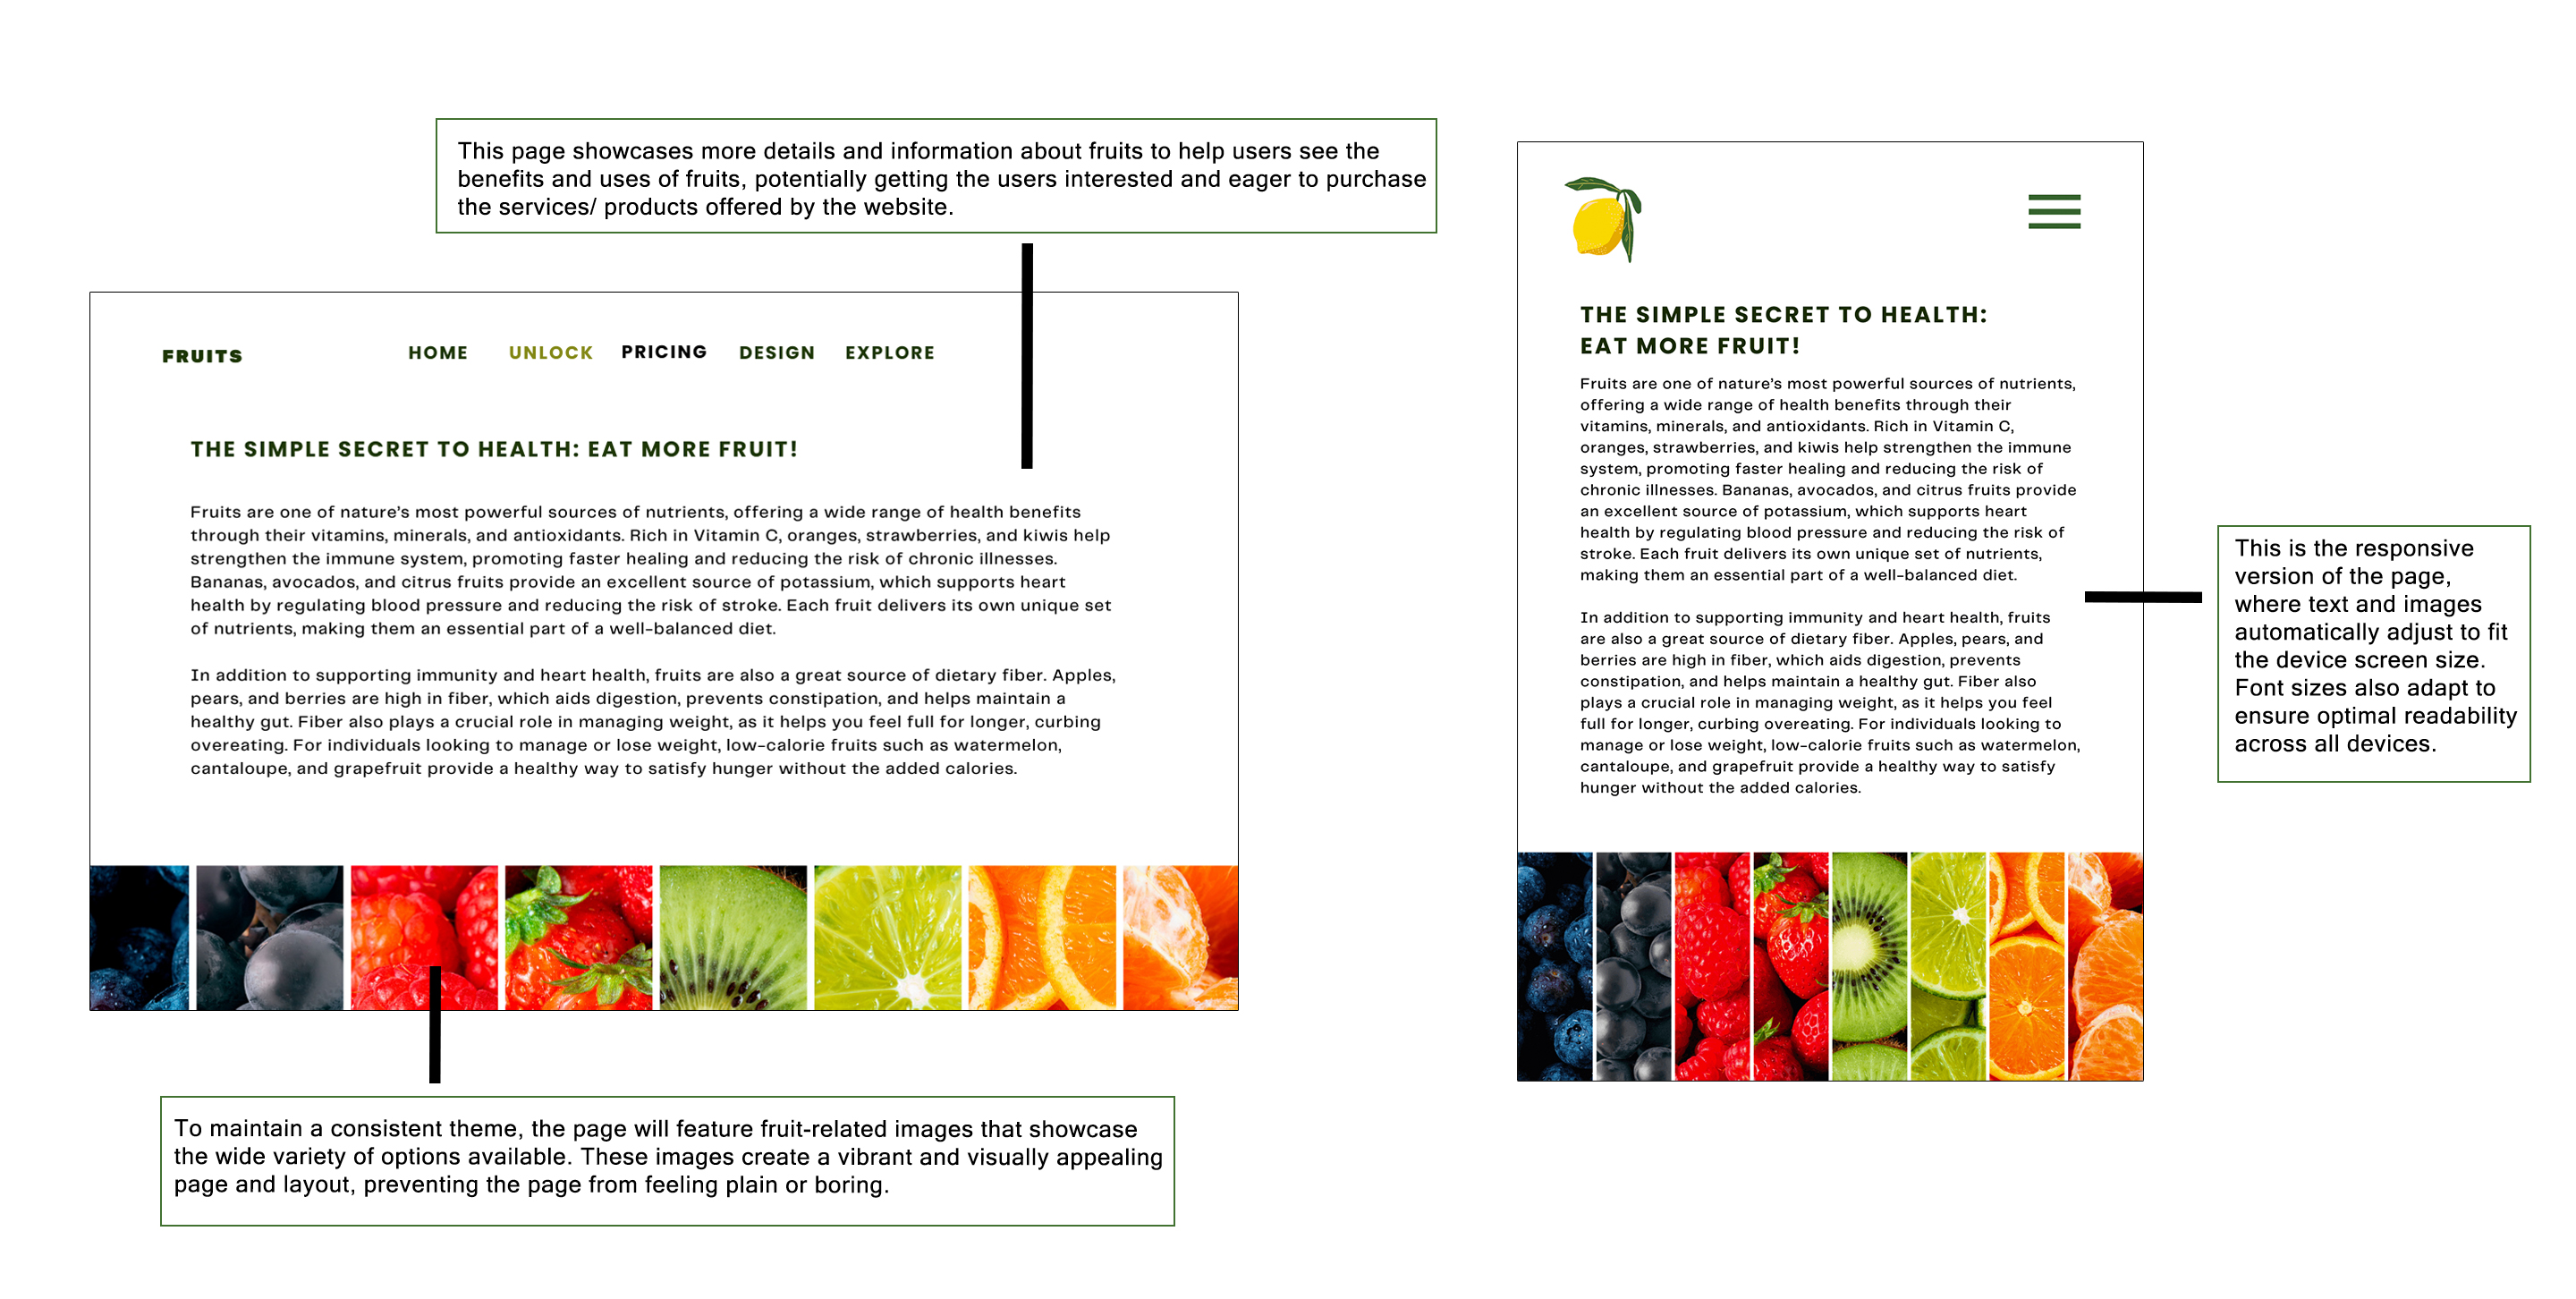 This page showcases more details and information about fruits to help users see the
benefits and uses of fruits, potentially getting the users interested and eager to purchase
the services/ products offered by the website.
FRUITS
HOME UNLOCK PRICING DESIGN EXPLORE
THE SIMPLE SECRET TO HEALTH: EAT MORE FRUIT!
Fruits are one of nature's most powerful sources of nutrients, offering a wide range of health benefits
through their vitamins, minerals, and antioxidants. Rich in Vitamin C, oranges, strawberries, and kiwis help
strengthen the immune system, promoting faster healing and reducing the risk of chronic illnesses.
Bananas, avocados, and citrus fruits provide an excellent source of potassium, which supports heart
health by regulating blood pressure and reducing the risk of stroke. Each fruit delivers its own unique set
of nutrients, making them an essential part of a well-balanced diet.
In addition to supporting immunity and heart health, fruits are also a great source of dietary fiber. Apples,
pears, and berries are high in fiber, which aids digestion, prevents constipation, and helps maintain a
healthy gut. Fiber also plays a crucial role in managing weight, as it helps you feel full for longer, curbing
overeating. For individuals looking to manage or lose weight, low-calorie fruits such as watermelon,
cantaloupe, and grapefruit provide a healthy way to satisfy hunger without the added calories.
To maintain a consistent theme, the page will feature fruit-related images that showcase
the wide variety of options available. These images create a vibrant and visually appealing
page and layout, preventing the page from feeling plain or boring.
THE SIMPLE SECRET TO HEALTH:
EAT MORE FRUIT!
Fruits are one of nature's most powerful sources of nutrients,
offering a wide range of health benefits through their
vitamins, minerals, and antioxidants. Rich in Vitamin C,
oranges, strawberries, and kiwis help strengthen the immune
system, promoting faster healing and reducing the risk of
chronic illnesses. Bananas, avocados, and citrus fruits provide
an excellent source of potassium, which supports heart
health by regulating blood pressure and reducing the risk of
stroke. Each fruit delivers its own unique set of nutrients,
making them an essential part of a well-balanced diet.
In addition to supporting immunity and heart health, fruits
are also a great source of dietary fiber. Apples, pears, and
berries are high in fiber, which aids digestion, prevents
constipation, and helps maintain a healthy gut. Fiber also
plays a crucial role in managing weight, as it helps you feel
full for longer, curbing overeating. For individuals looking to
manage or lose weight, low-calorie fruits such as watermelon,
cantaloupe, and grapefruit provide a healthy way to satisfy
hunger without the added calories.
This is the responsive
version of the page,
where text and images
automatically adjust to fit
the device screen size.
Font sizes also adapt to
ensure optimal readability
across all devices.